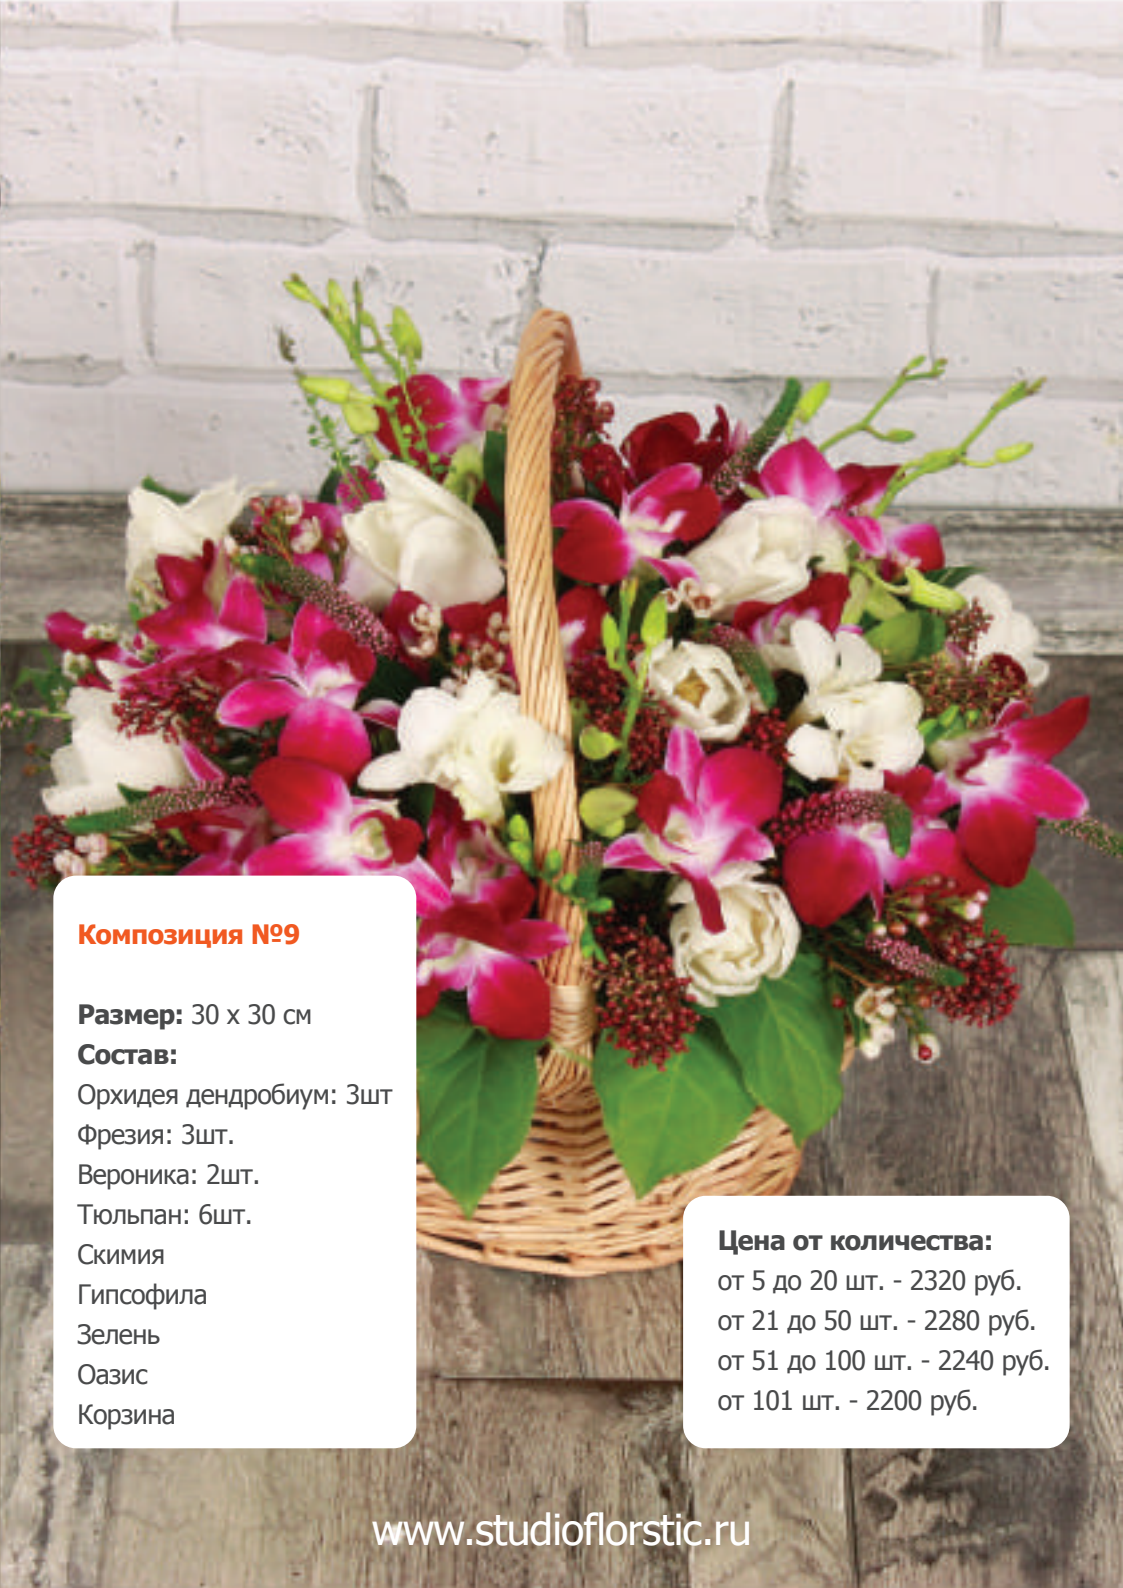 Композиция №9
Размер: 30 x 30 см
Состав:
Орхидея дендробиум: 3шт
Фрезия: 3шт.
Вероника: 2шт.
Тюльпан: 6шт.
Скимия
Гипсофила
Зелень
Оазис
Корзина
Цена от количества:
от 5 до 20 шт. - 2320 руб.
от 21 до 50 шт. - 2280 руб.
от 51 до 100 шт. - 2240 руб.
от 101 шт. - 2200 руб.
www.studioflorstic.ru